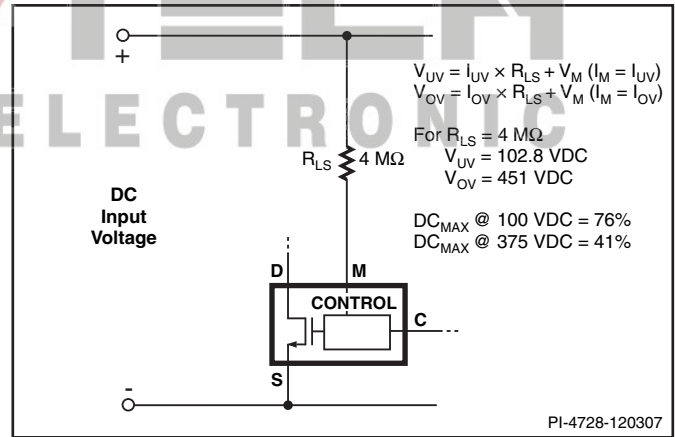 +
V_UV = I_UV × R_LS + V_M (I_M = I_UV)
V_OV = I_OV × R_LS + V_M (I_M = I_OV)
ELECTRONIC
For R_LS = 4 MΩ
V_UV = 102.8 VDC
V_OV = 451 VDC
R_LS 4 MΩ
DC
Input
Voltage
DC_MAX @ 100 VDC = 76%
DC_MAX @ 375 VDC = 41%
D M
CONTROL
C
S
-
PI-4728-120307